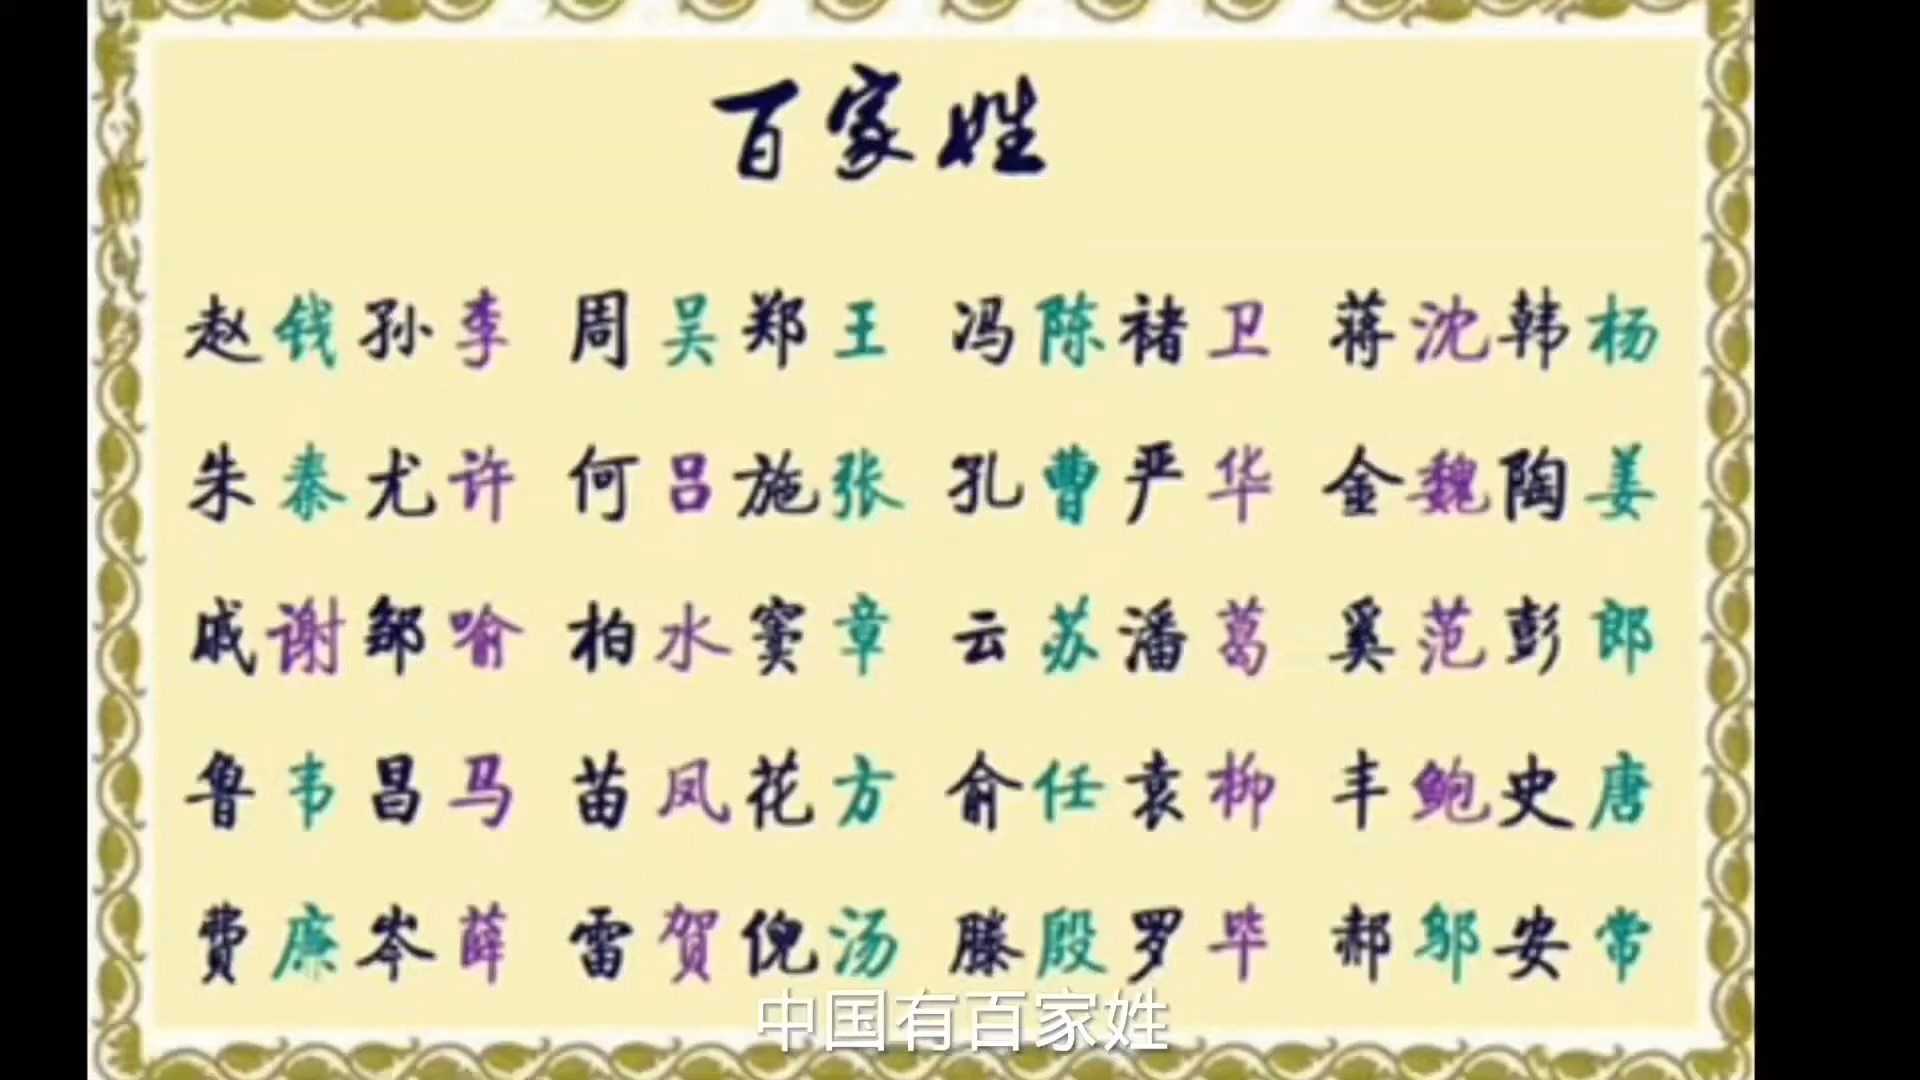 百家姓
赵钱孙李 周吴郑王 冯陈褚卫 蒋沈韩杨
朱秦尤许 何吕施张 孔曹严华 金魏陶姜
戚谢邹喻 柏水窦章 云苏潘葛 奚范彭郎
鲁韦昌马 苗凤花方 俞任袁柳 丰鲍史唐
费廉岑薛 雷贺倪汤 滕殷罗毕 郝邬安常
中国有百家姓